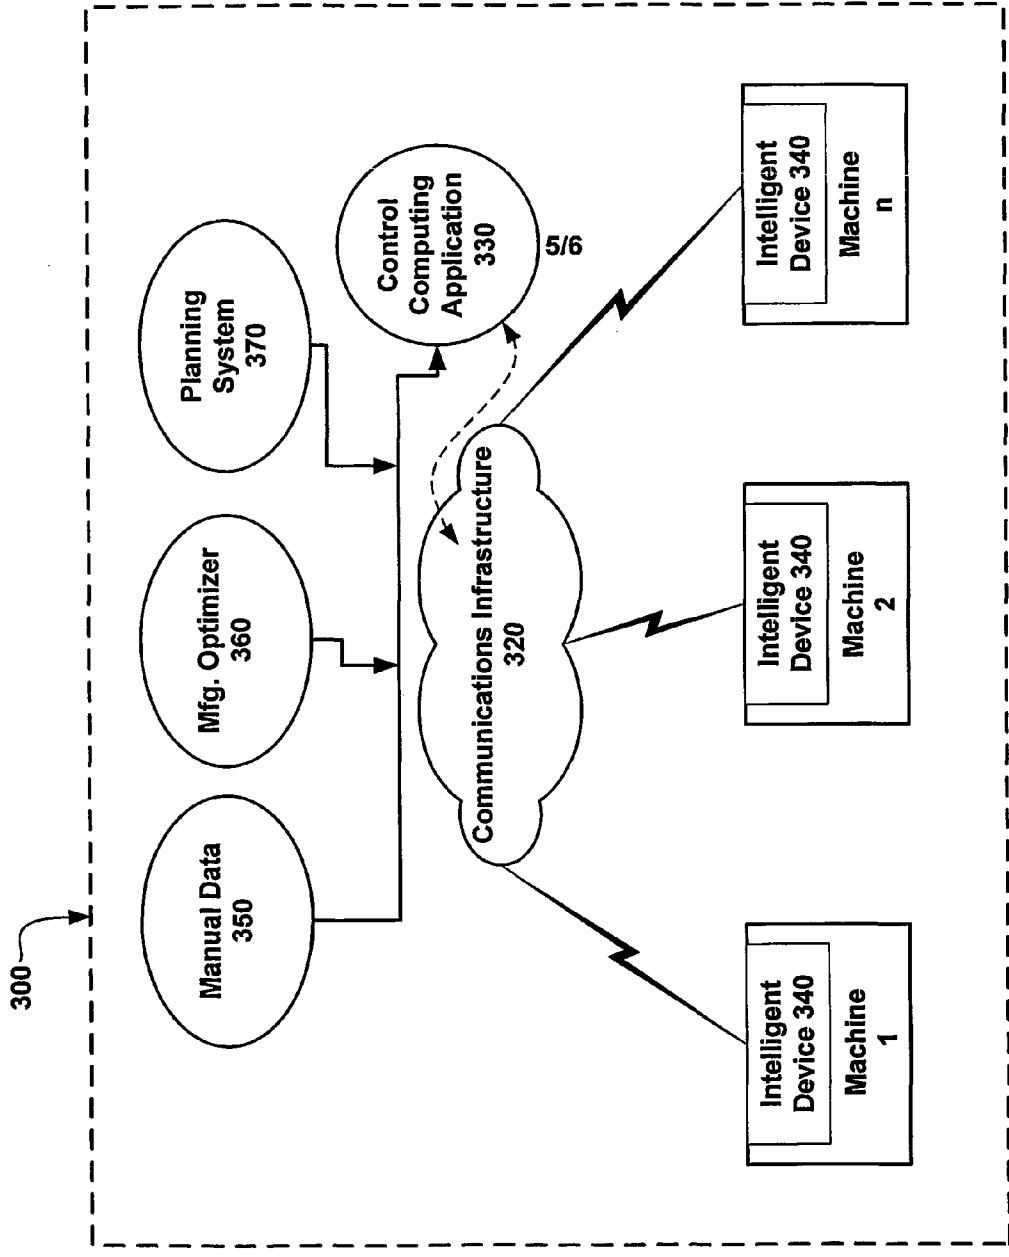 300
Manual Data
350
Mfg. Optimizer
360
Planning
System
370
Control
Computing
Application
330
5/6
Communications Infrastructure
320
Intelligent
Device 340
Machine
1
Intelligent
Device 340
Machine
2
Intelligent
Device 340
Machine
n